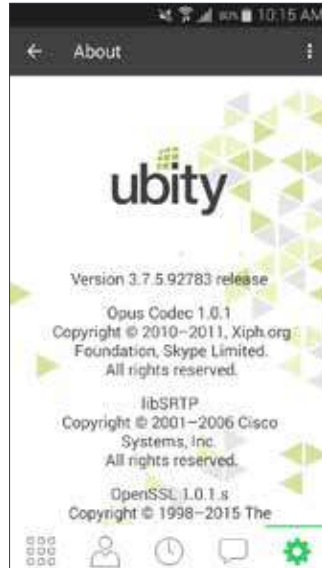 10:15 AM
About
ubity
Version 3.7.5.92783 release
Opus Codec 1.0.1
Copyright © 2010–2011, Xiph.org
Foundation, Skype Limited.
All rights reserved.
libSRTP
Copyright © 2001–2006 Cisco
Systems, Inc.
All rights reserved.
OpenSSL 1.0.1.s
Copyright © 1998–2015 The